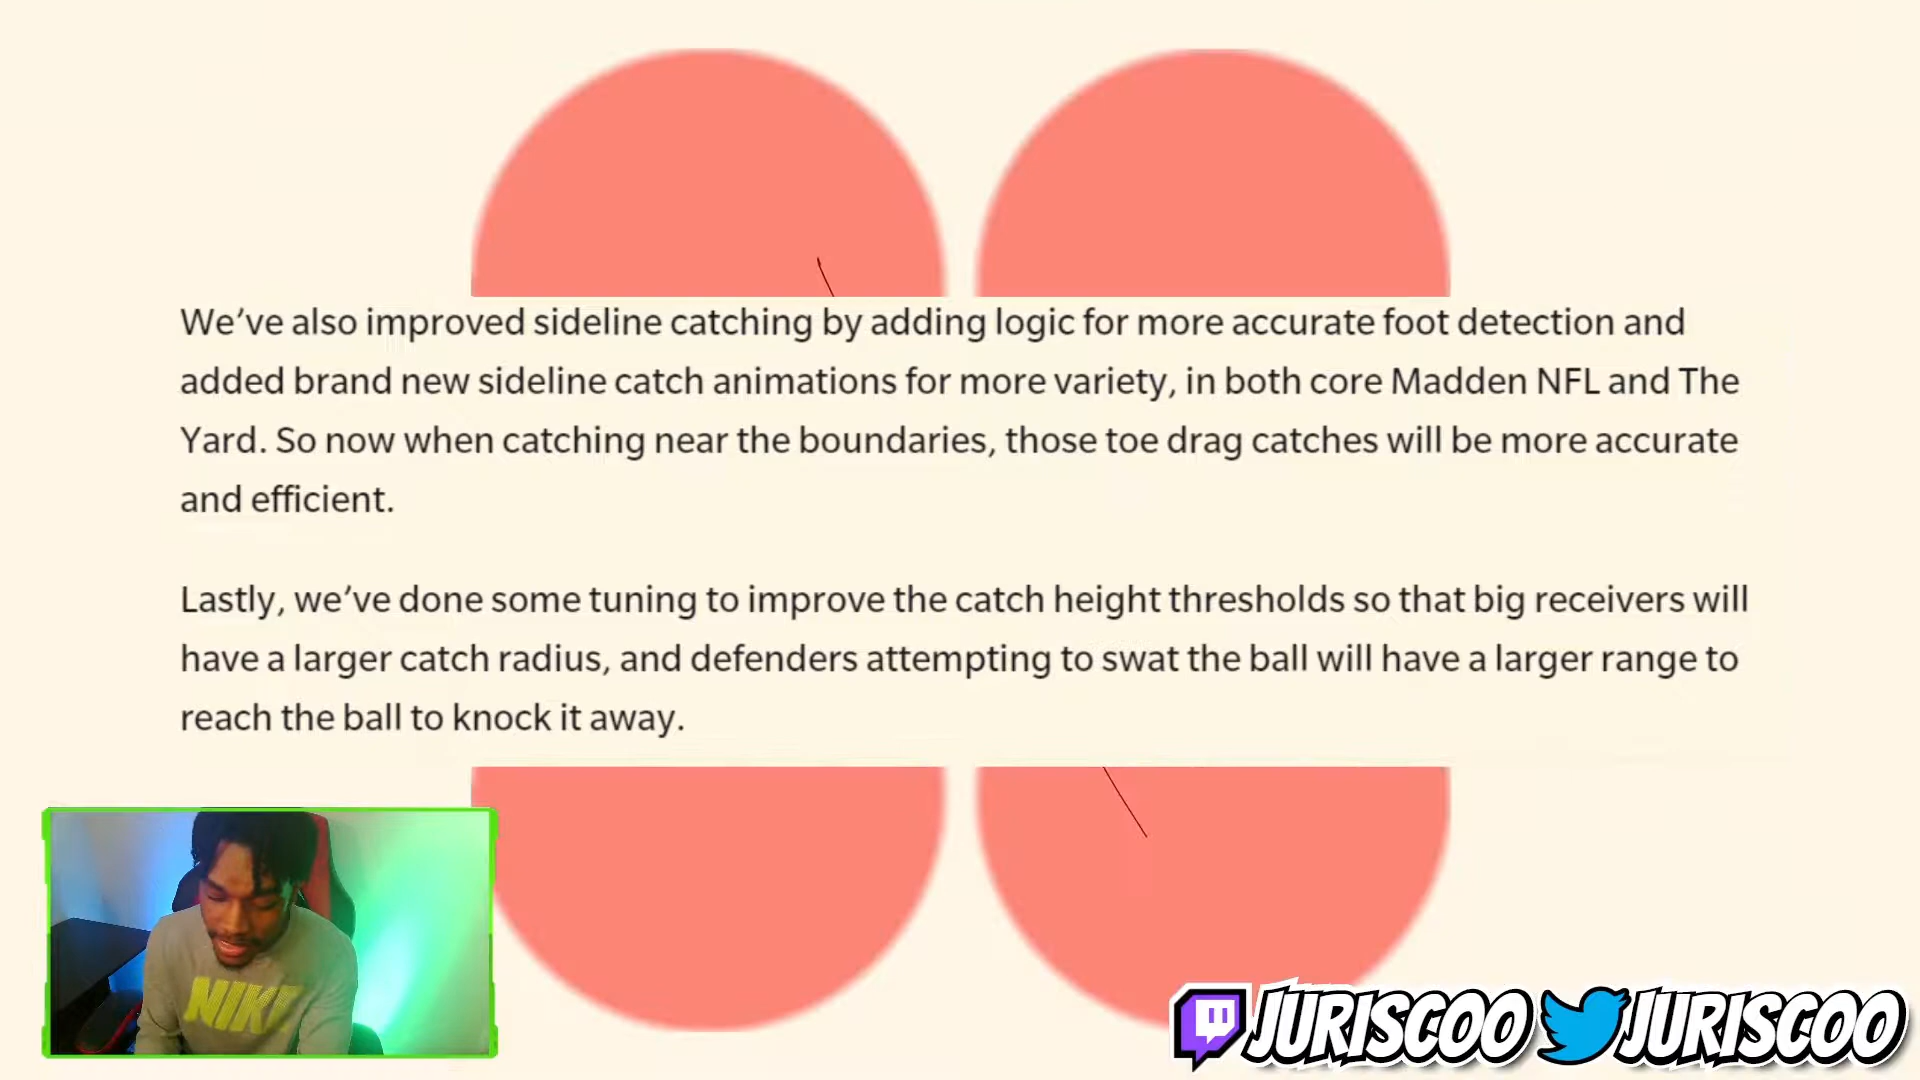 We’ve also improved sideline catching by adding logic for more accurate foot detection and
added brand new sideline catch animations for more variety, in both core Madden NFL and The
Yard. So now when catching near the boundaries, those toe drag catches will be more accurate
and efficient.
Lastly, we’ve done some tuning to improve the catch height thresholds so that big receivers will
have a larger catch radius, and defenders attempting to swat the ball will have a larger range to
reach the ball to knock it away.
NIKE
JURISCOO JURISCOO